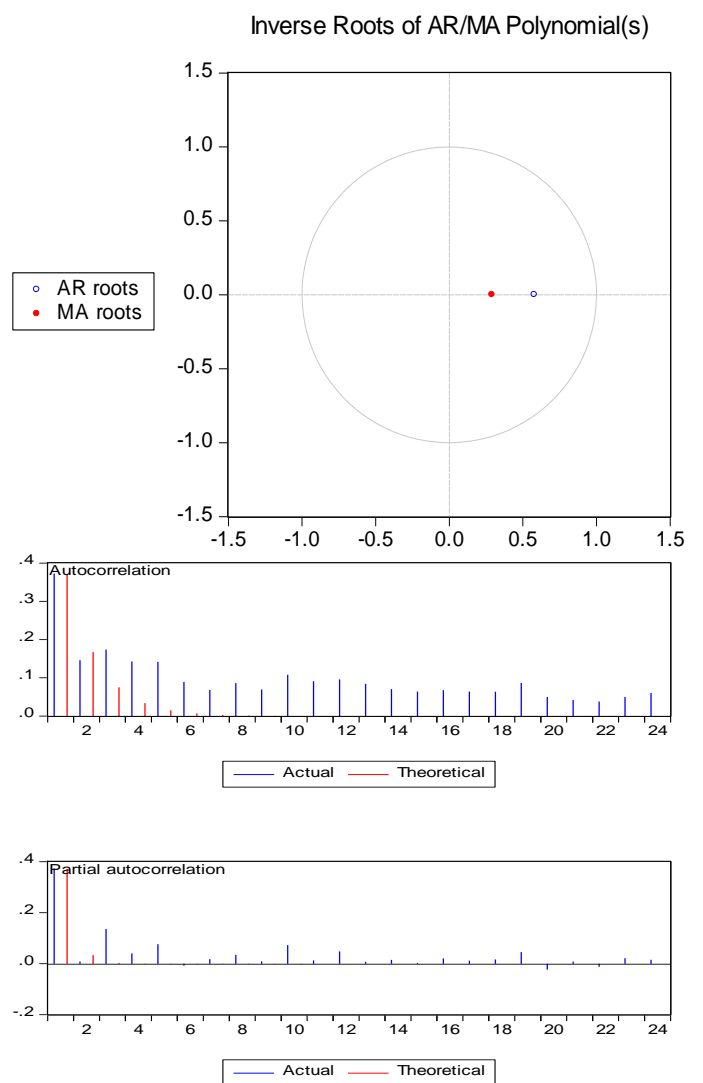 Inverse Roots of AR/MA Polynomial(s)
1.5
1.0
0.5
0.0
-0.5
-1.0
-1.5
AR roots
MA roots
-1.5 -1.0 -0.5 0.0 0.5 1.0 1.5
Autocorrelation
.4
.3
.2
.1
.0
2 4 6 8 10 12 14 16 18 20 22 24
Actual Theoretical
Partial autocorrelation
.4
.2
.0
-.2
2 4 6 8 10 12 14 16 18 20 22 24
Actual Theoretical